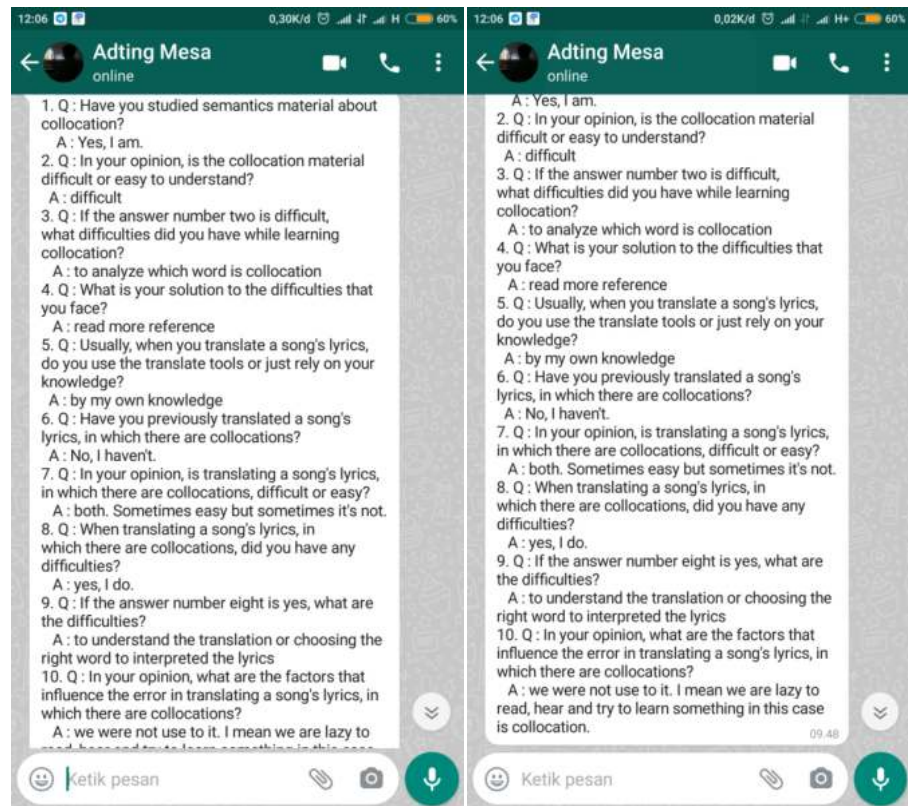 12:06 0,30K/d H 60%
Adting Mesa
online
1. Q : Have you studied semantics material about
collocation?
A : Yes, I am.
2. Q : In your opinion, is the collocation material
difficult or easy to understand?
A : difficult
3. Q : If the answer number two is difficult,
what difficulties did you have while learning
collocation?
A : to analyze which word is collocation
4. Q : What is your solution to the difficulties that
you face?
A : read more reference
5. Q : Usually, when you translate a song's lyrics,
do you use the translate tools or just rely on your
knowledge?
A : by my own knowledge
6. Q : Have you previously translated a song's
lyrics, in which there are collocations?
A : No, I haven't.
7. Q : In your opinion, is translating a song's lyrics,
in which there are collocations, difficult or easy?
A : both. Sometimes easy but sometimes it's not.
8. Q : When translating a song's lyrics, in
which there are collocations, did you have any
difficulties?
A : yes, I do.
9. Q : If the answer number eight is yes, what are
the difficulties?
A : to understand the translation or choosing the
right word to interpreted the lyrics
10. Q : In your opinion, what are the factors that
influence the error in translating a song's lyrics, in
which there are collocations?
A : we were not use to it. I mean we are lazy to
Ketik pesan
12:06 0,02K/d H+ 60%
Adting Mesa
online
A : Yes, I am.
2. Q : In your opinion, is the collocation material
difficult or easy to understand?
A : difficult
3. Q : If the answer number two is difficult,
what difficulties did you have while learning
collocation?
A : to analyze which word is collocation
4. Q : What is your solution to the difficulties that
you face?
A : read more reference
5. Q : Usually, when you translate a song's lyrics,
do you use the translate tools or just rely on your
knowledge?
A : by my own knowledge
6. Q : Have you previously translated a song's
lyrics, in which there are collocations?
A : No, I haven't.
7. Q : In your opinion, is translating a song's lyrics,
in which there are collocations, difficult or easy?
A : both. Sometimes easy but sometimes it's not.
8. Q : When translating a song's lyrics, in
which there are collocations, did you have any
difficulties?
A : yes, I do.
9. Q : If the answer number eight is yes, what are
the difficulties?
A : to understand the translation or choosing the
right word to interpreted the lyrics
10. Q : In your opinion, what are the factors that
influence the error in translating a song's lyrics, in
which there are collocations?
A : we were not use to it. I mean we are lazy to
read, hear and try to learn something in this case
is collocation.
09.48
Ketik pesan